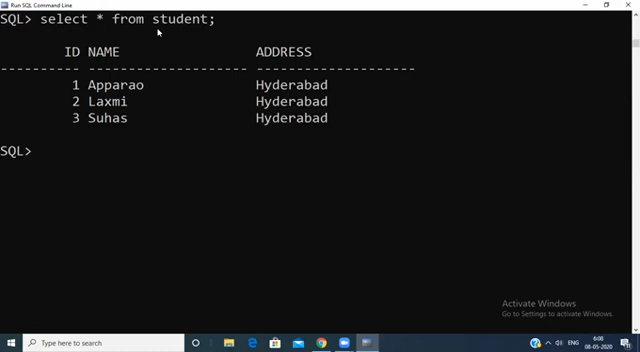 Run SQL Command Line
SQL> select * from student;
ID NAME ADDRESS
---------- -------------------- --------------------
1 Apparao Hyderabad
2 Laxmi Hyderabad
3 Suhas Hyderabad
SQL>
Activate Windows
Go to Settings to activate Windows.
Type here to search
ENG
6:08
08-05-2020